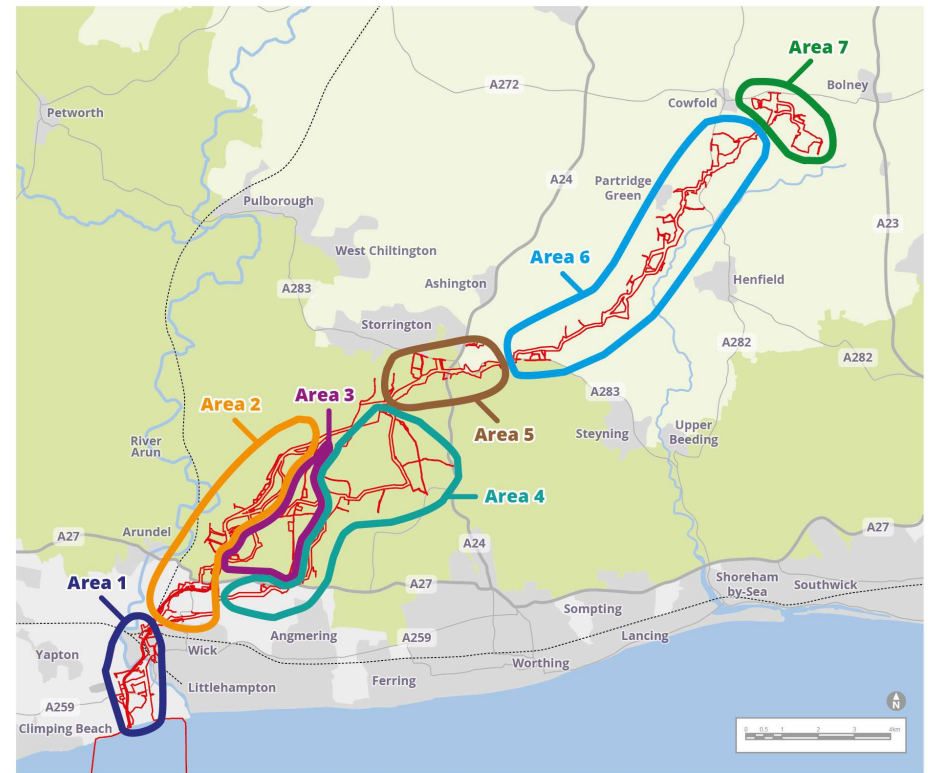 Area 7
A272
Bolney
Cowfold
Petworth
A24
Partridge
Green
Pulborough
A23
West Chiltington
Area 6
Ashington
Henfield
A283
Storrington
A282
A282
Area 3
A283
Area 2
Area 5
Steyning
Upper
Beeding
River
Arun
Area 4
Arundel
A27
A27
A24
Area 1
A27
Shoreham
by-Sea
Southwick
Sompting
Angmering
A259
Lancing
Yapton
Wick
Worthing
Ferring
Littlehampton
A259
Climping Beach
N
0 0.5 1 2 3 4km